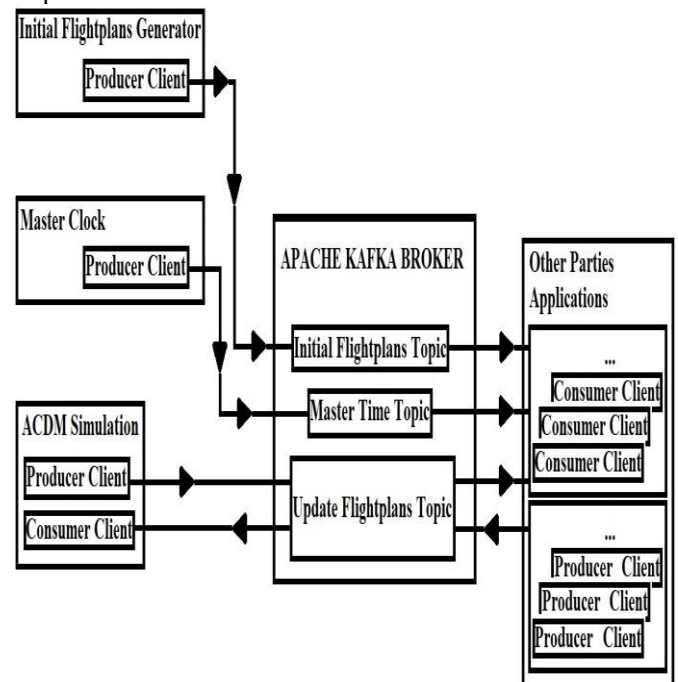 Initial Flightplans Generator
Producer Client
Master Clock
Producer Client
ACDM Simulation
Producer Client
Consumer Client
APACHE KAFKA BROKER
Initial Flightplans Topic
Master Time Topic
Update Flightplans Topic
Other Parties
Applications
...
Consumer Client
Consumer Client
Consumer Client
...
Producer Client
Producer Client
Producer Client